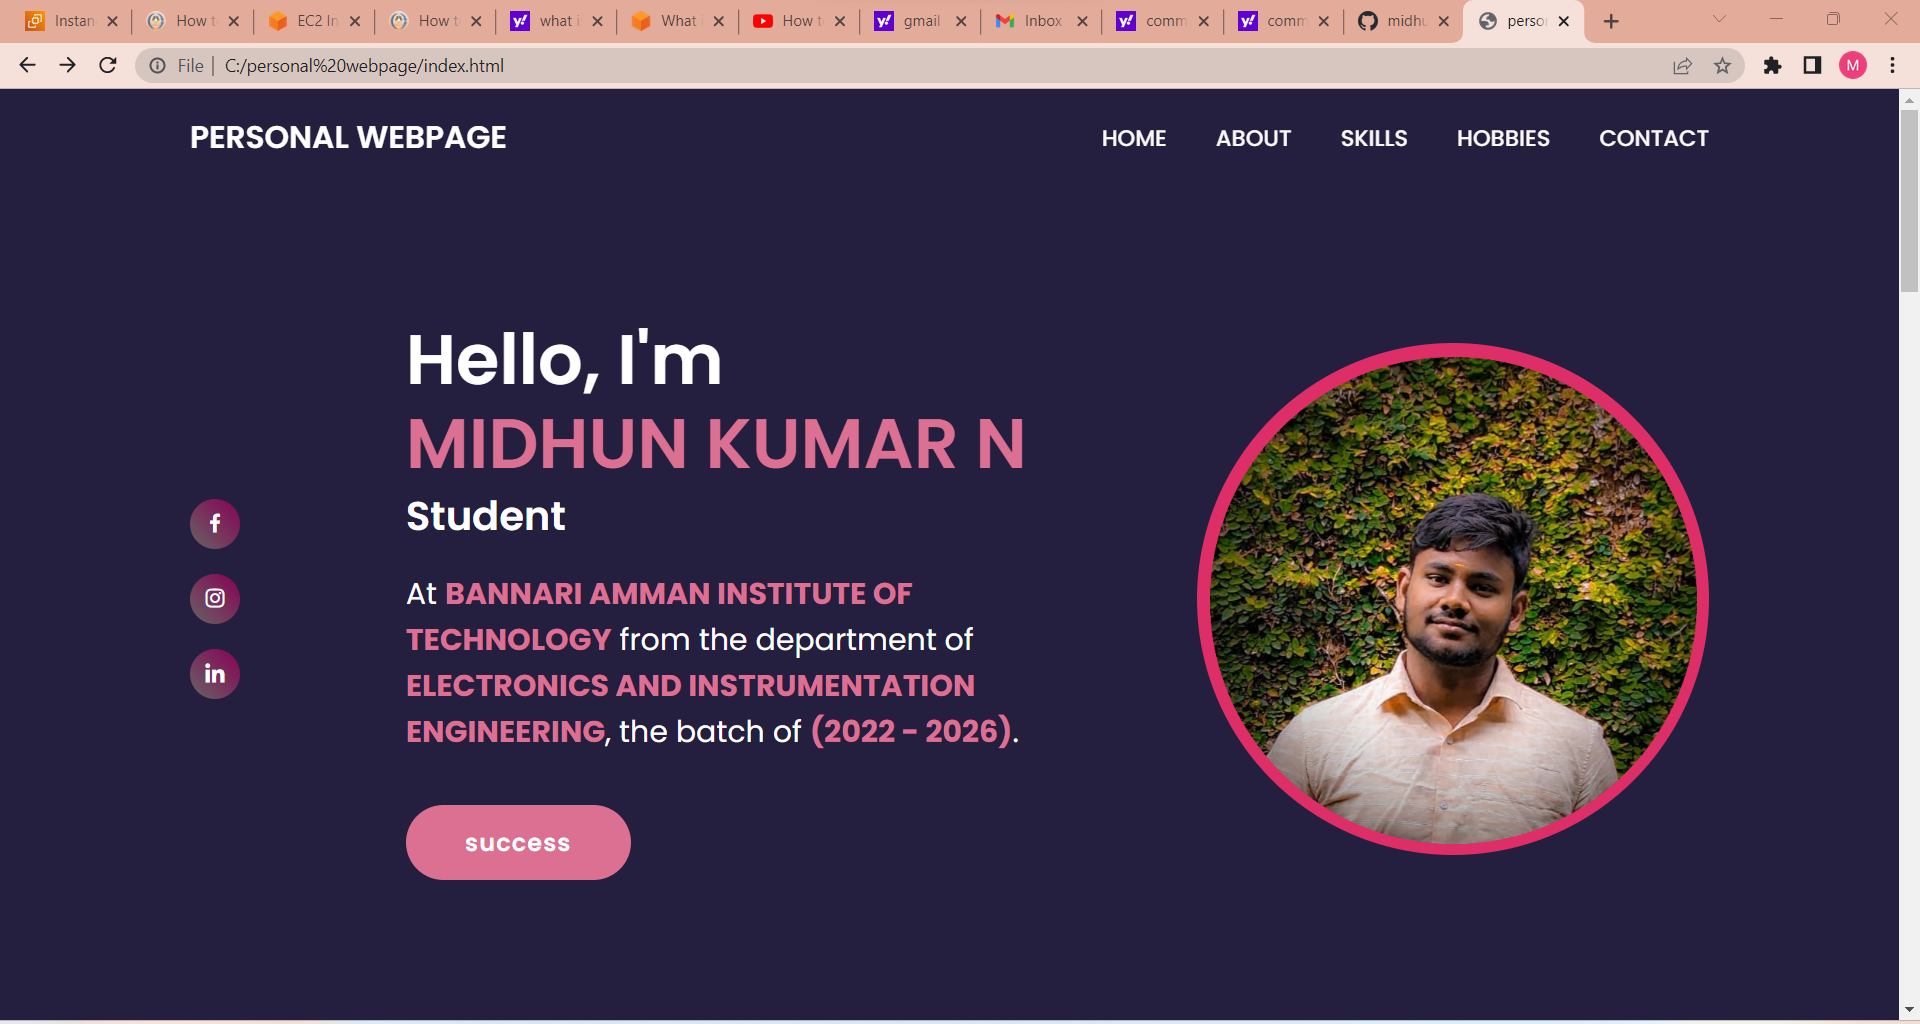 Instan
How t
EC2 In
How t
what i
What i
How t
gmail
Inbox
comm
comm
midhu
perso
File
C:/personal%20webpage/index.html
M
PERSONAL WEBPAGE
HOME
ABOUT
SKILLS
HOBBIES
CONTACT
Hello, I'm
MIDHUN KUMAR N
Student
At BANNARI AMMAN INSTITUTE OF
TECHNOLOGY from the department of
ELECTRONICS AND INSTRUMENTATION
ENGINEERING, the batch of (2022 - 2026).
success